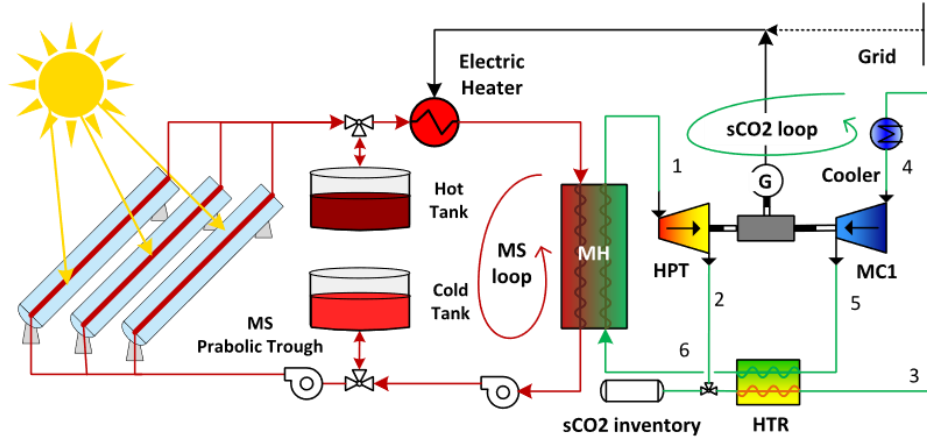 Electric
Heater
Grid
sCO2 loop
Hot
Tank
1
G
Cooler
4
MS
loop
MH
HPT
MC1
Cold
Tank
2
5
MS
Prabolic Trough
6
3
sCO2 inventory
HTR